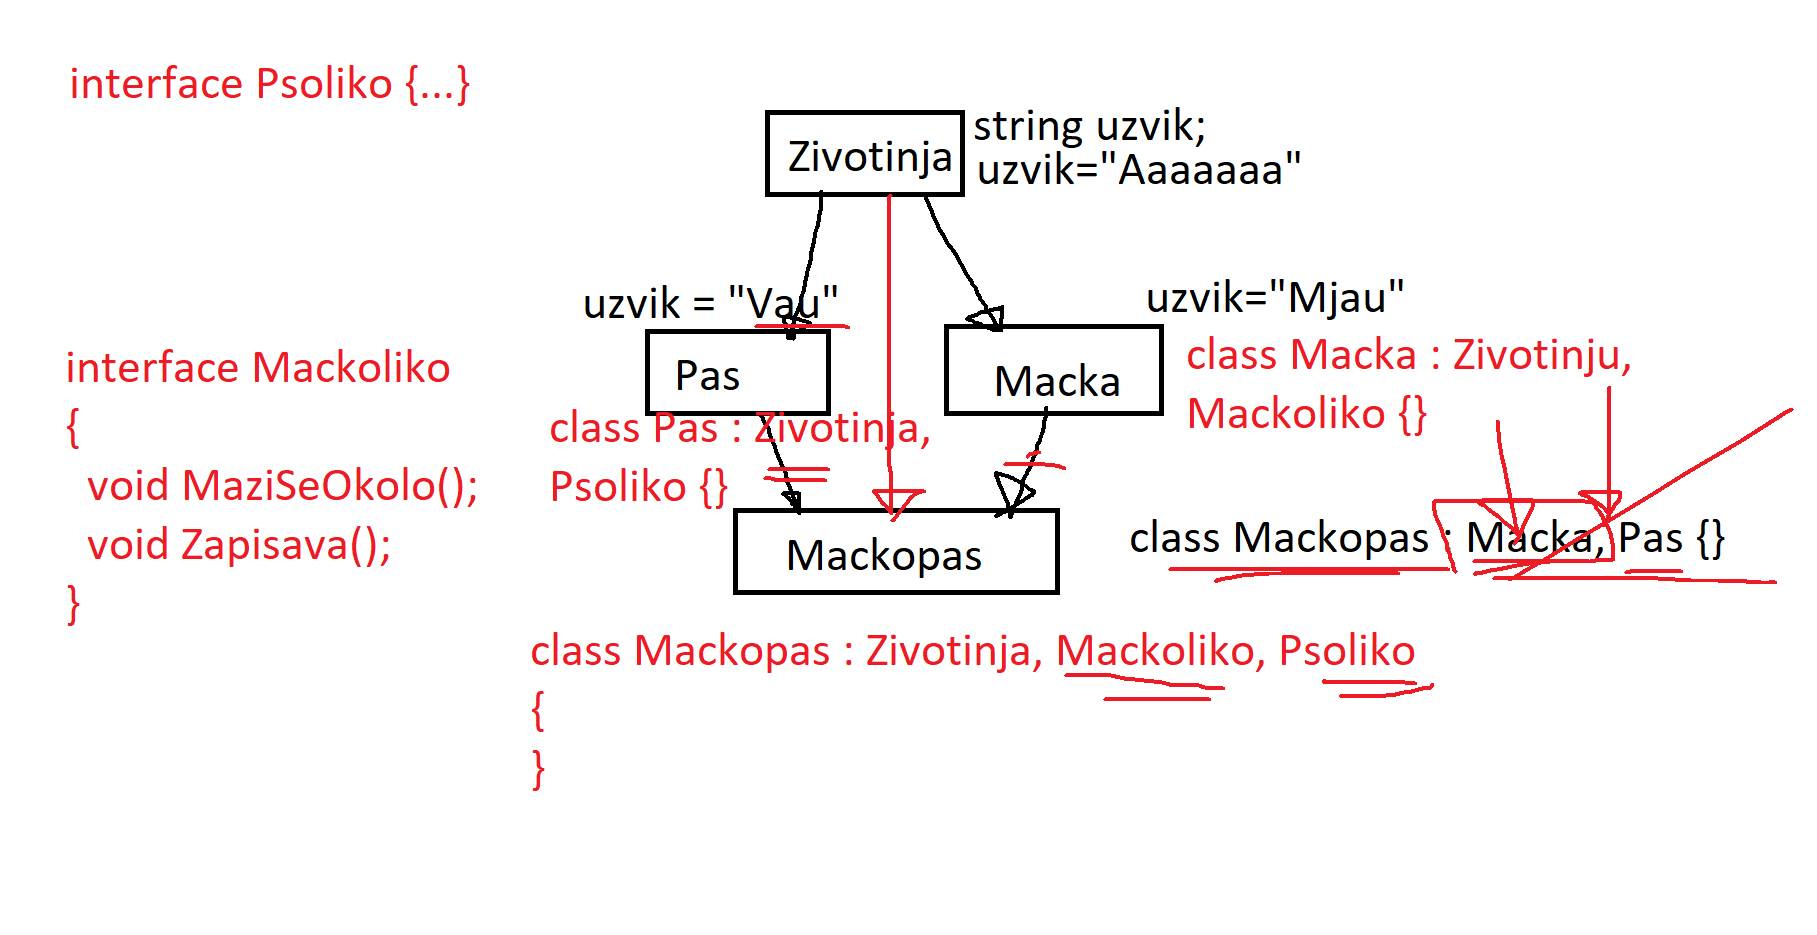 interface Psoliko {...}
Zivotinja
string uzvik;
uzvik="Aaaaaaa"
uzvik = "Vau"
uzvik="Mjau"
Pas
Macka
class Macka : Zivotinju,
Mackoliko {}
interface Mackoliko
{
void MaziSeOkolo();
void Zapisava();
}
class Pas : Zivotinja,
Psoliko {}
Mackopas
class Mackopas : Macka, Pas {}
class Mackopas : Zivotinja, Mackoliko, Psoliko
{
}